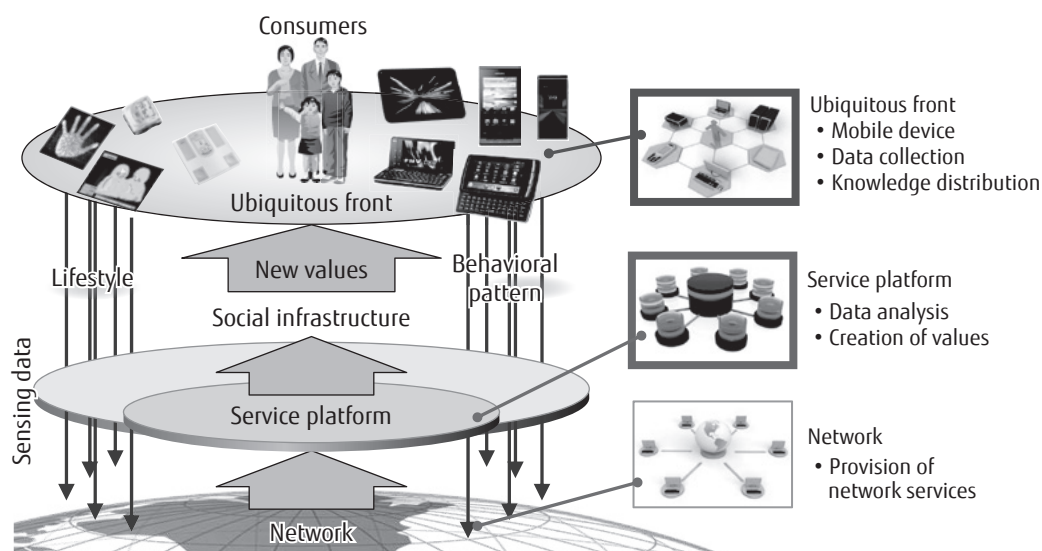 Consumers
Ubiquitous front
New values
Lifestyle
Behavioral
pattern
Social infrastructure
Sensing data
Service platform
Network
Ubiquitous front
• Mobile device
• Data collection
• Knowledge distribution
Service platform
• Data analysis
• Creation of values
Network
• Provision of
network services